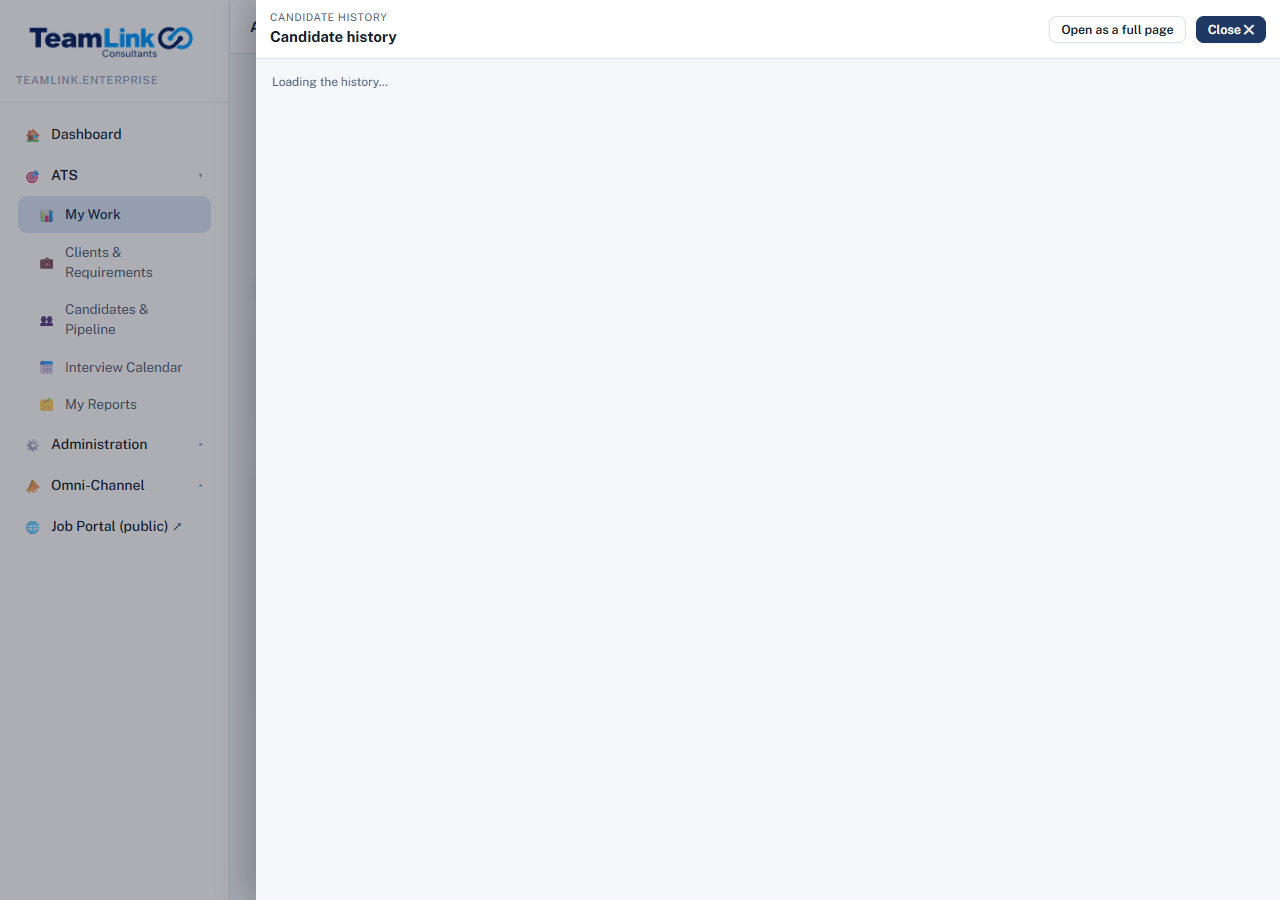 TeamLink
Consultants
TEAMLINK.ENTERPRISE
Dashboard
ATS
My Work
Clients &
Requirements
Candidates &
Pipeline
Interview Calendar
My Reports
Administration
Omni-Channel
Job Portal (public) ↗
CANDIDATE HISTORY
Candidate history
Open as a full page
Close ✕
Loading the history…